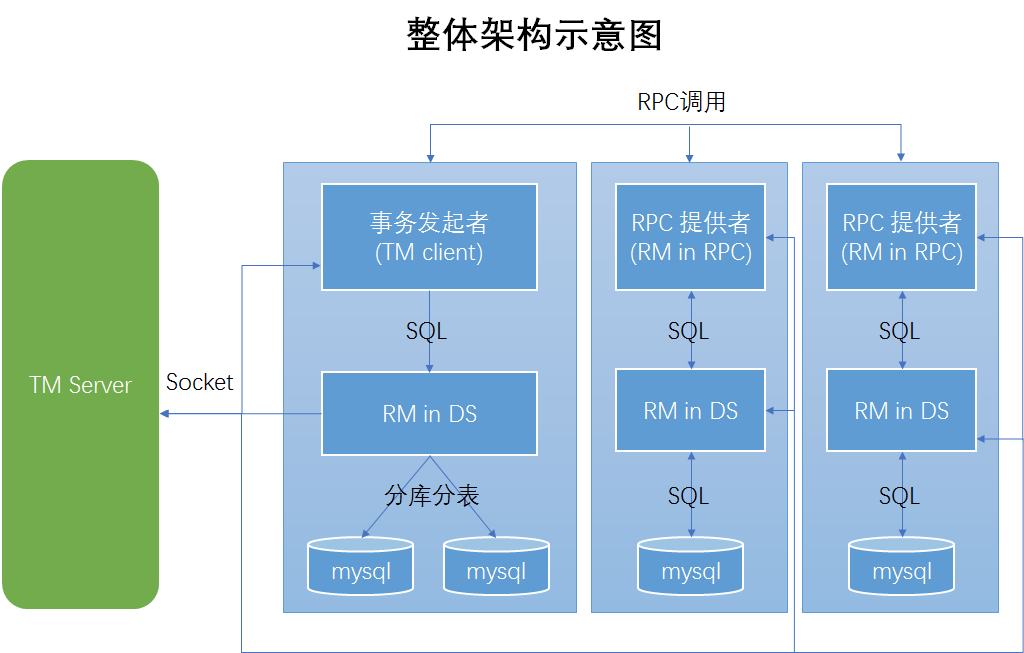 整体架构示意图
RPC调用
事务发起者
(TM client)
RPC 提供者
(RM in RPC)
RPC 提供者
(RM in RPC)
SQL
SQL
SQL
TM Server
Socket
RM in DS
RM in DS
RM in DS
分库分表
SQL
SQL
mysql
mysql
mysql
mysql